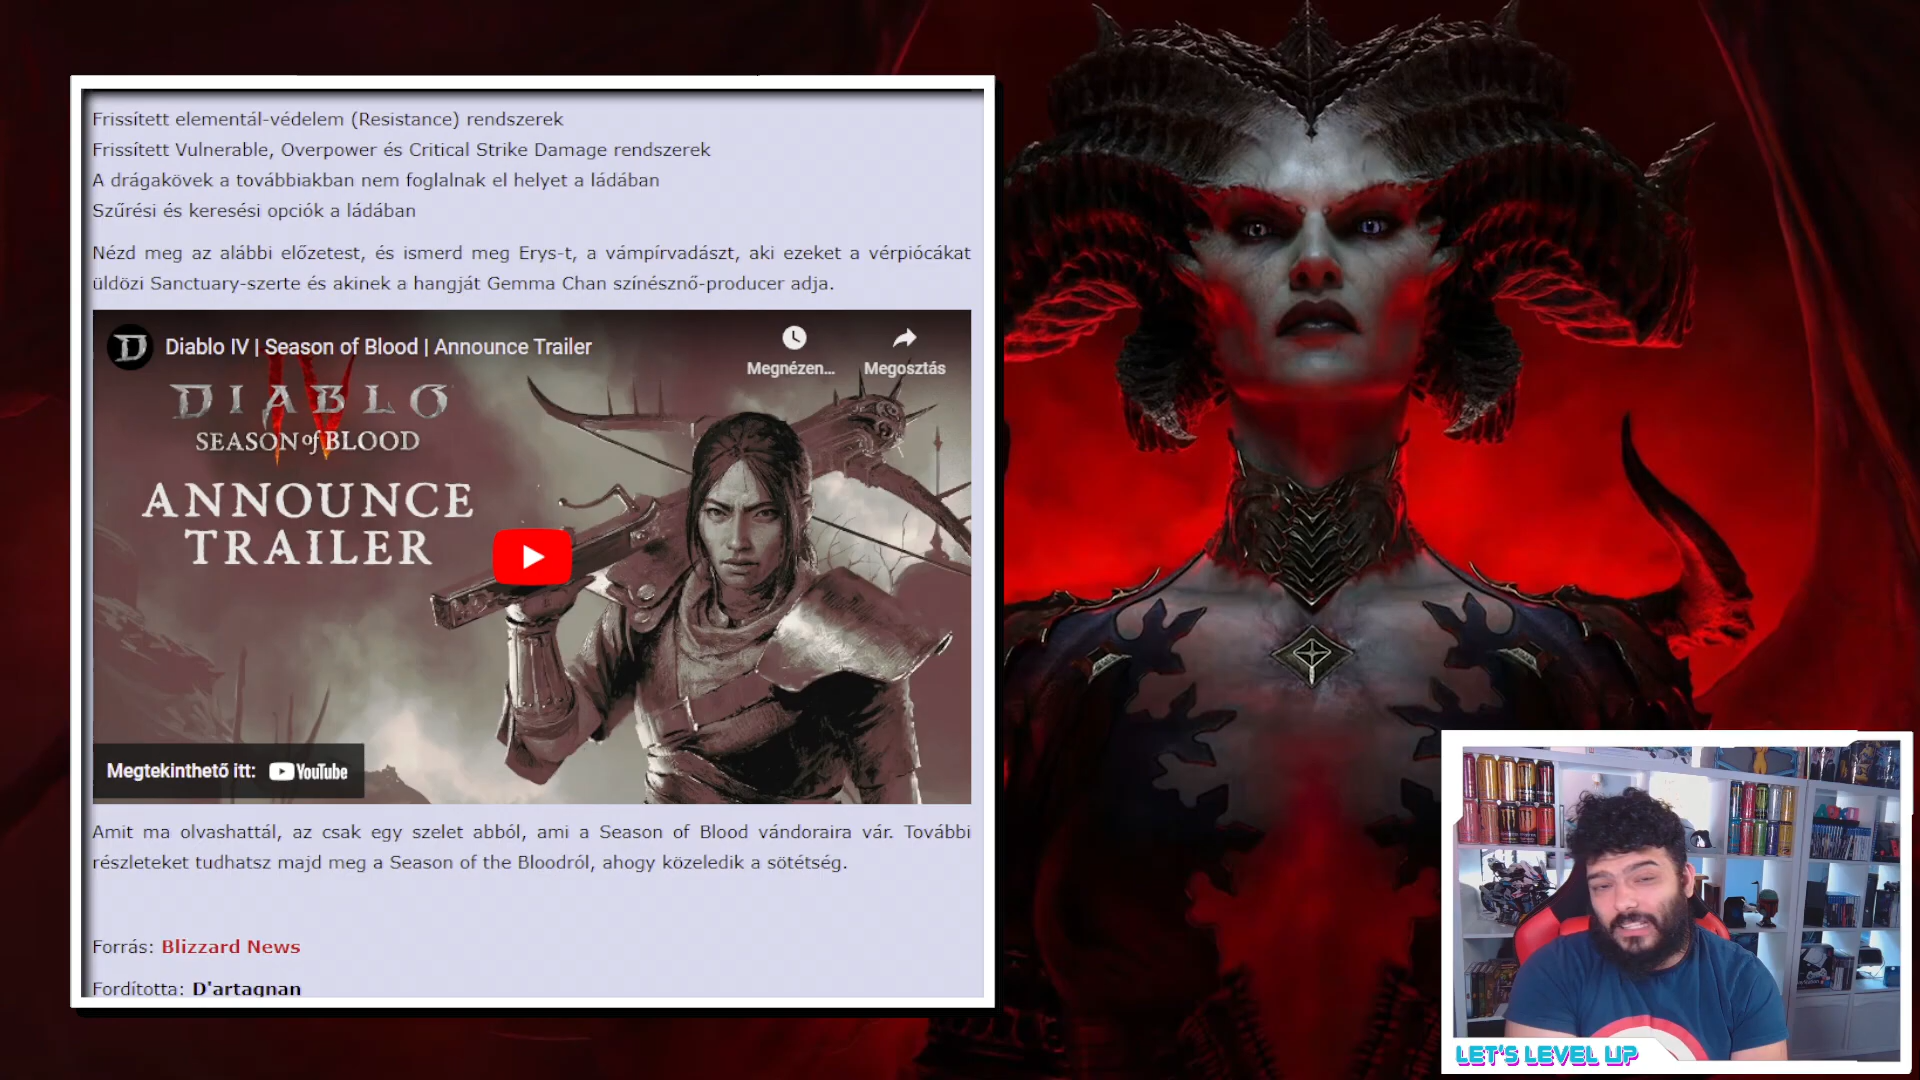 Frissített elementál-védelem (Resistance) rendszerek
Frissített Vulnerable, Overpower és Critical Strike Damage rendszerek
A drágakövek a továbbiakban nem foglalnak el helyet a ládában
Szűrési és keresési opciók a ládában
Nézd meg az alábbi előzetest, és ismerd meg Erys-t, a vámpírvadászt, aki ezeket a vérpiócákat
üldözi Sanctuary-szerte és akinek a hangját Gemma Chan színésznő-producer adja.
Diablo IV | Season of Blood | Announce Trailer
Megnézen...
Megosztás
DIABLO
IV
SEASON of BLOOD
ANNOUNCE
TRAILER
Megtekinthető itt: YouTube
Amit ma olvashattál, az csak egy szelet abból, ami a Season of Blood vándoraira vár. További
részleteket tudhatsz majd meg a Season of the Bloodról, ahogy közeledik a sötétség.
Forrás: Blizzard News
Fordította: D'artagnan
LET'S LEVEL UP